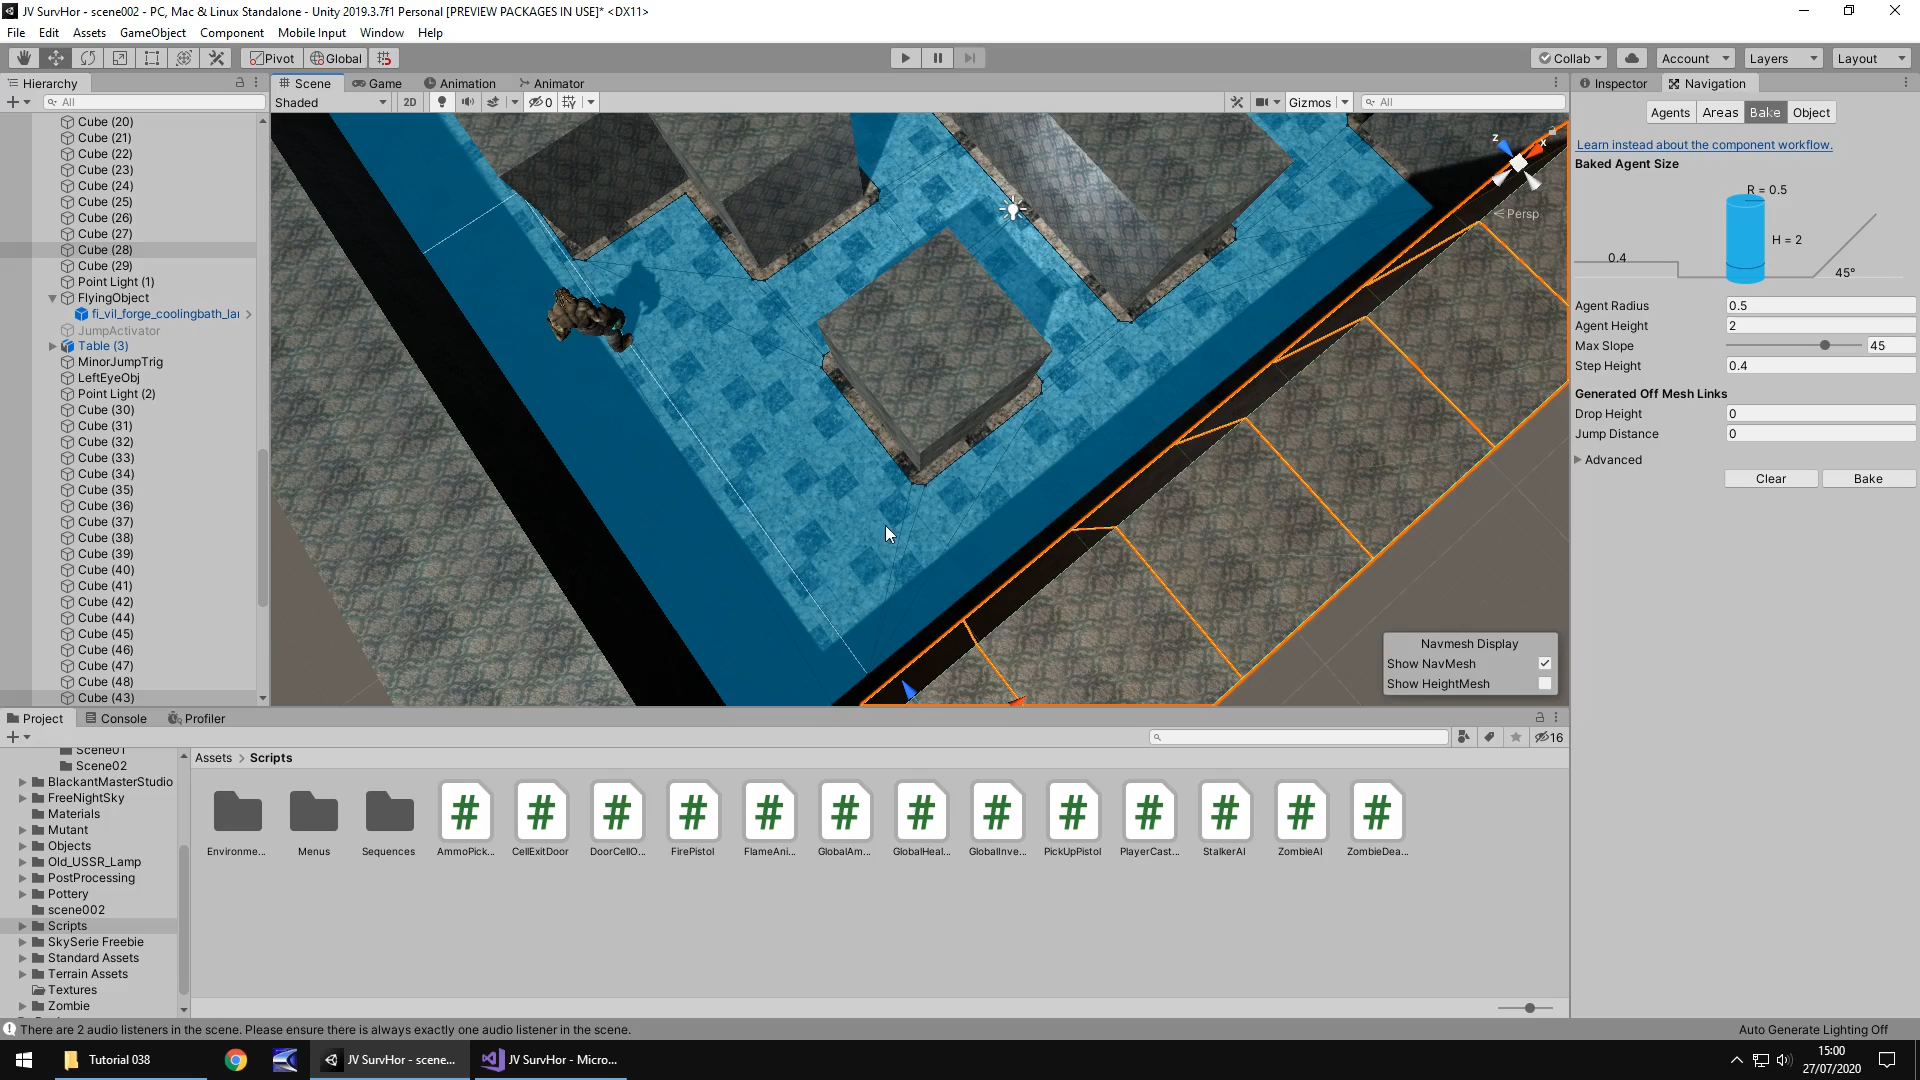 JV SurvHor - scene002 - PC, Mac & Linux Standalone - Unity 2019.3.7f1 Personal [PREVIEW PACKAGES IN USE]* <DX11>
File Edit Assets GameObject Component Mobile Input Window Help
Pivot Global Collab Account Layers Layout
Hierarchy
All
Cube (20)
Cube (21)
Cube (22)
Cube (23)
Cube (24)
Cube (25)
Cube (26)
Cube (27)
Cube (28)
Cube (29)
Point Light (1)
FlyingObject
fi_vil_forge_coolingbath_la
JumpActivator
Table (3)
MinorJumpTrig
LeftEyeObj
Point Light (2)
Cube (30)
Cube (31)
Cube (32)
Cube (33)
Cube (34)
Cube (35)
Cube (36)
Cube (37)
Cube (38)
Cube (39)
Cube (40)
Cube (41)
Cube (42)
Cube (44)
Cube (45)
Cube (46)
Cube (47)
Cube (48)
Cube (43)
Scene Game Animation Animator
Shaded 2D 0 Gizmos All
z x
Persp
Navmesh Display
Show NavMesh
Show HeightMesh
Inspector Navigation
Agents Areas Bake Object
Learn instead about the component workflow.
Baked Agent Size
R = 0.5
H = 2
0.4
45°
Agent Radius 0.5
Agent Height 2
Max Slope 45
Step Height 0.4
Generated Off Mesh Links
Drop Height 0
Jump Distance 0
Advanced
Clear Bake
Project Console Profiler
16
Scene01
Scene02
BlackantMasterStudio
FreeNightSky
Materials
Mutant
Objects
Old_USSR_Lamp
PostProcessing
Pottery
scene002
Scripts
SkySerie Freebie
Standard Assets
Terrain Assets
Textures
Zombie
Assets > Scripts
Environme... Menus Sequences AmmoPick... CellExitDoor DoorCellO... FirePistol FlameAni... GlobalAm... GlobalHeal... GlobalInve... PickUpPistol PlayerCast... StalkerAI ZombieAI ZombieDea...
There are 2 audio listeners in the scene. Please ensure there is always exactly one audio listener in the scene.
Auto Generate Lighting Off
Tutorial 038 JV SurvHor - scene... JV SurvHor - Micro...
15:00
27/07/2020